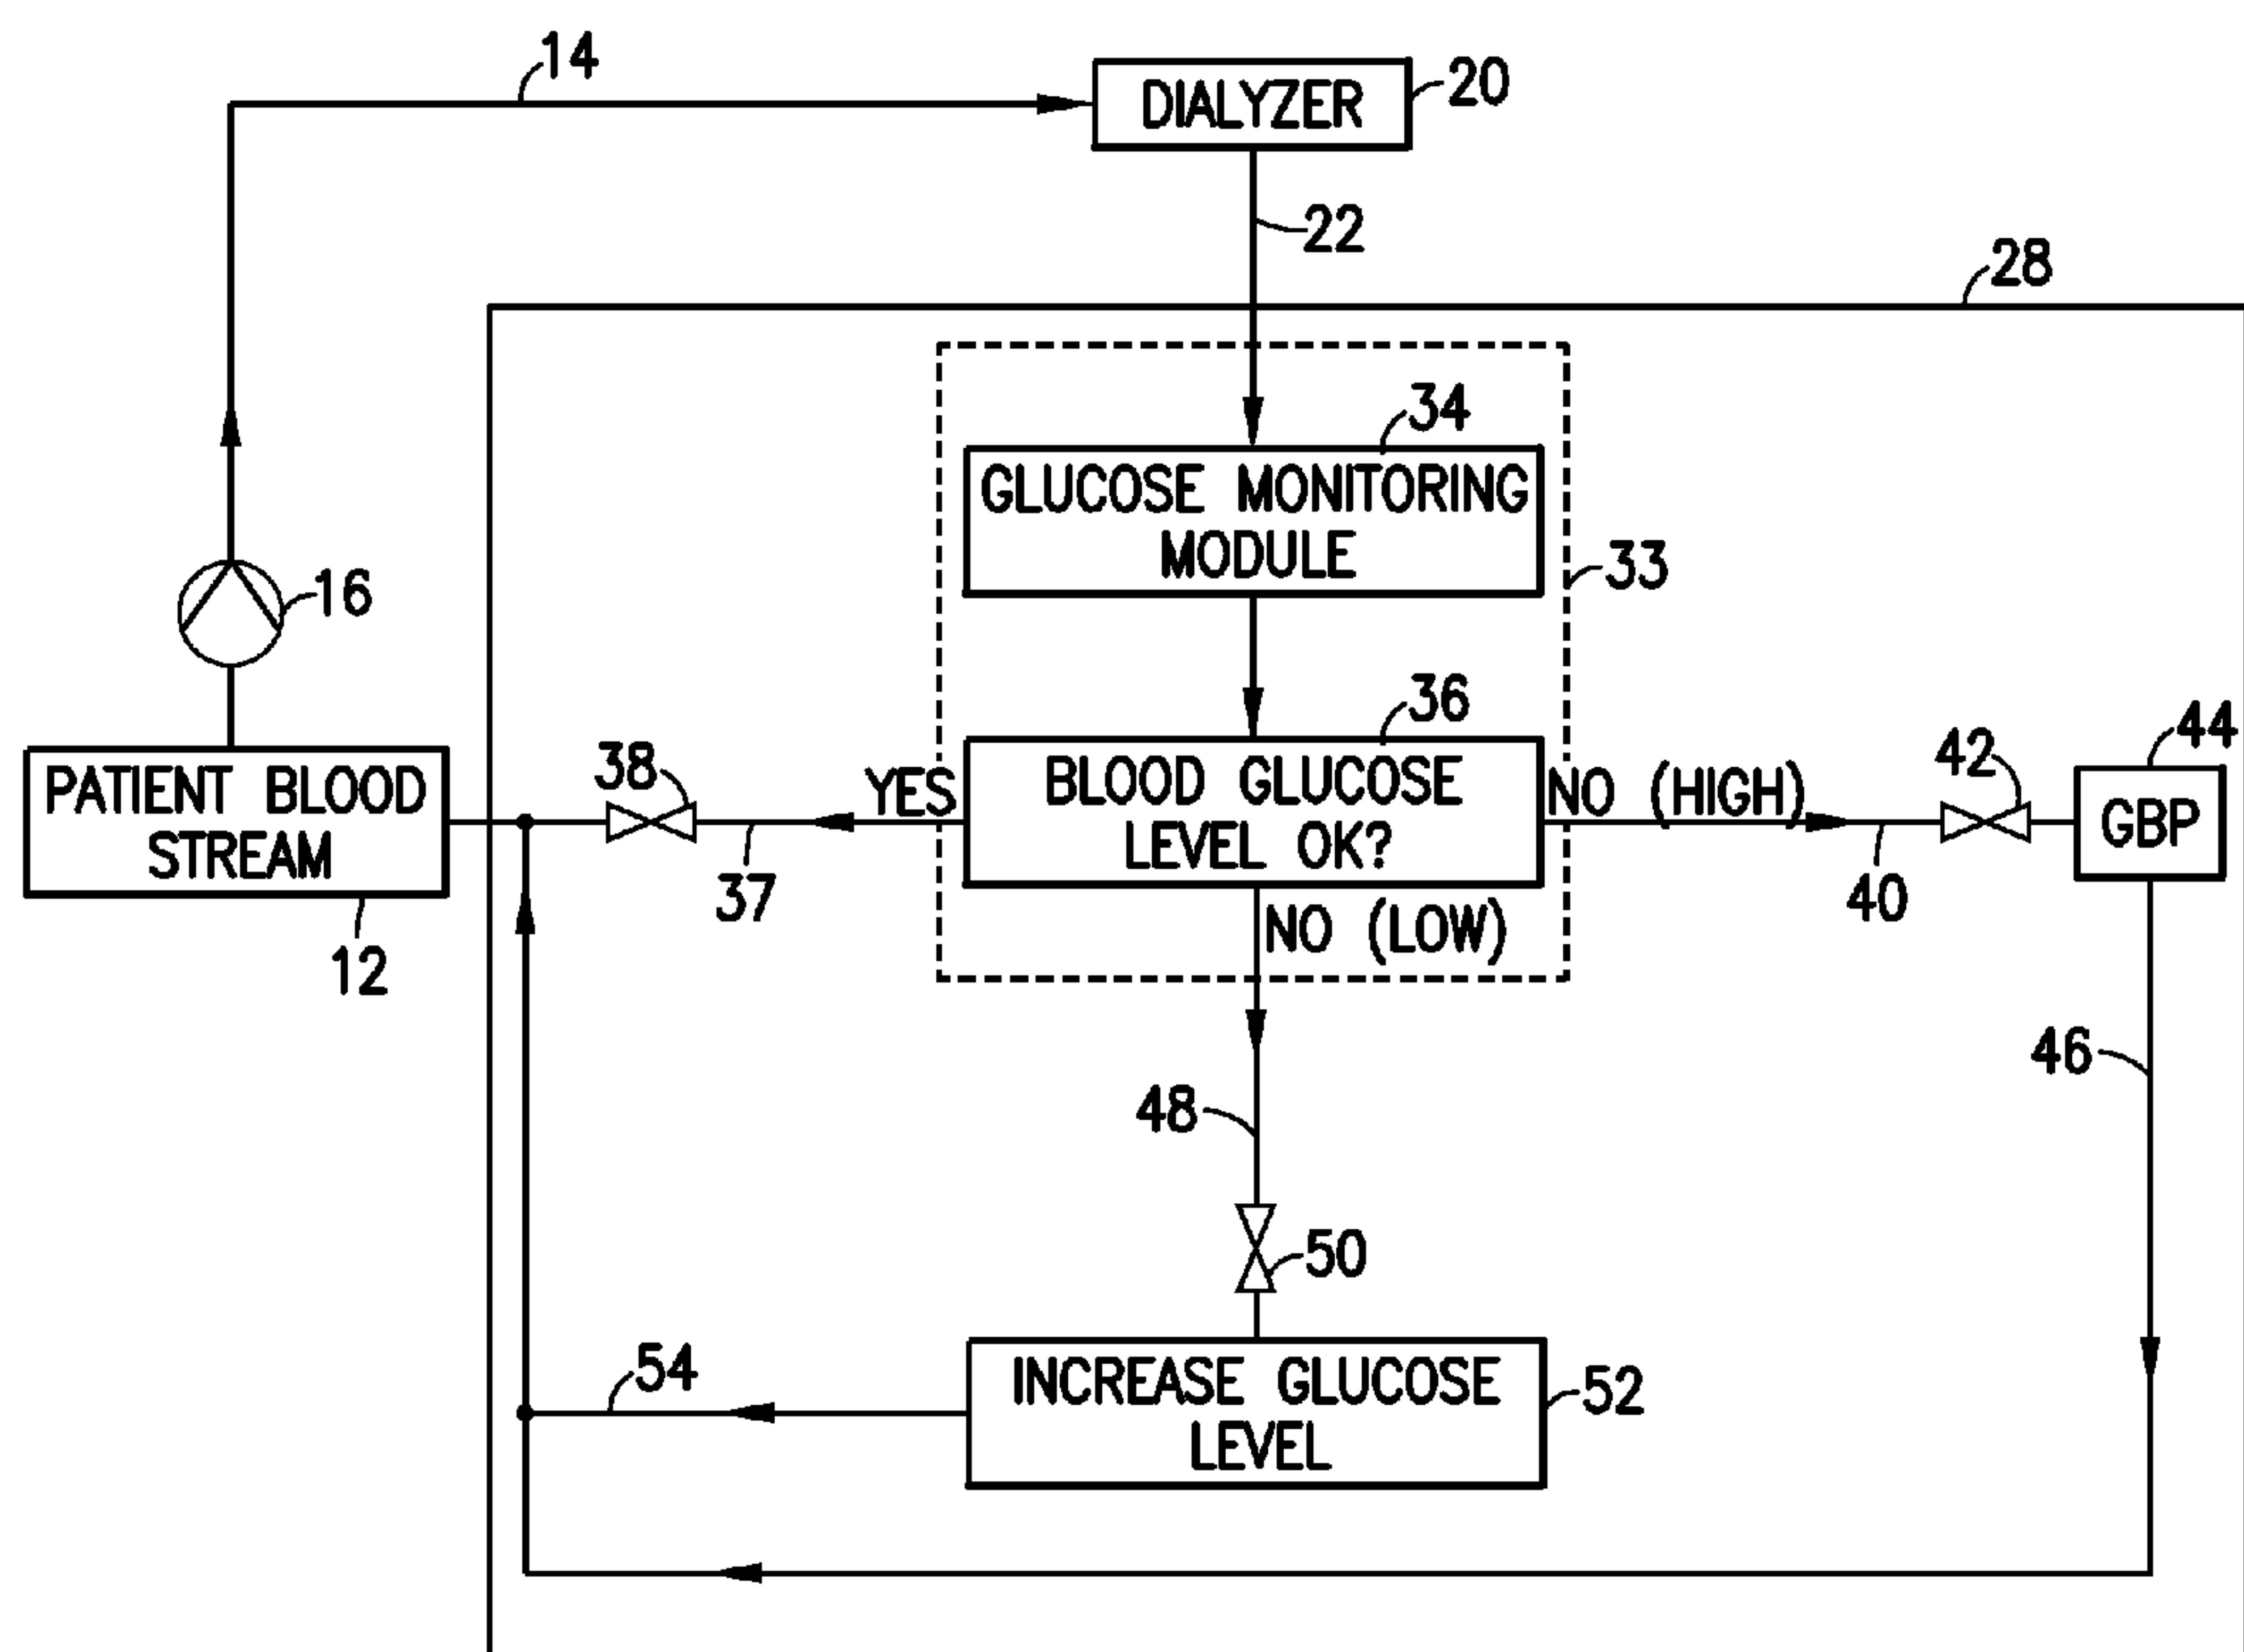 14
DIALYZER
20
22
28
34
GLUCOSE MONITORING
MODULE
33
16
36
44
42
38
YES
BLOOD GLUCOSE
LEVEL OK?
NO (HIGH)
GBP
PATIENT BLOOD
STREAM
37
40
NO (LOW)
12
46
48
50
54
INCREASE GLUCOSE
LEVEL
52